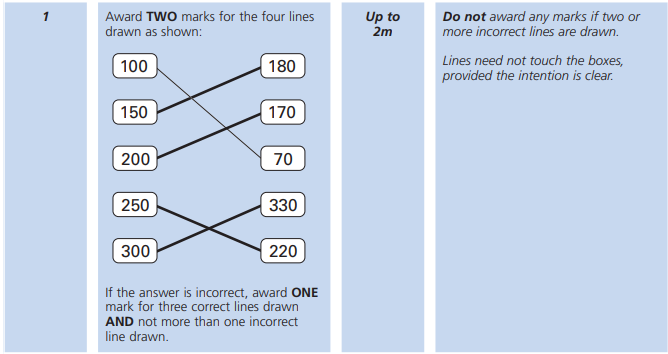 1
Award TWO marks for the four lines
drawn as shown:
100
180
150
170
200
70
250
330
300
220
If the answer is incorrect, award ONE
mark for three correct lines drawn
AND not more than one incorrect
line drawn.
Up to
2m
Do not award any marks if two or
more incorrect lines are drawn.
Lines need not touch the boxes,
provided the intention is clear.